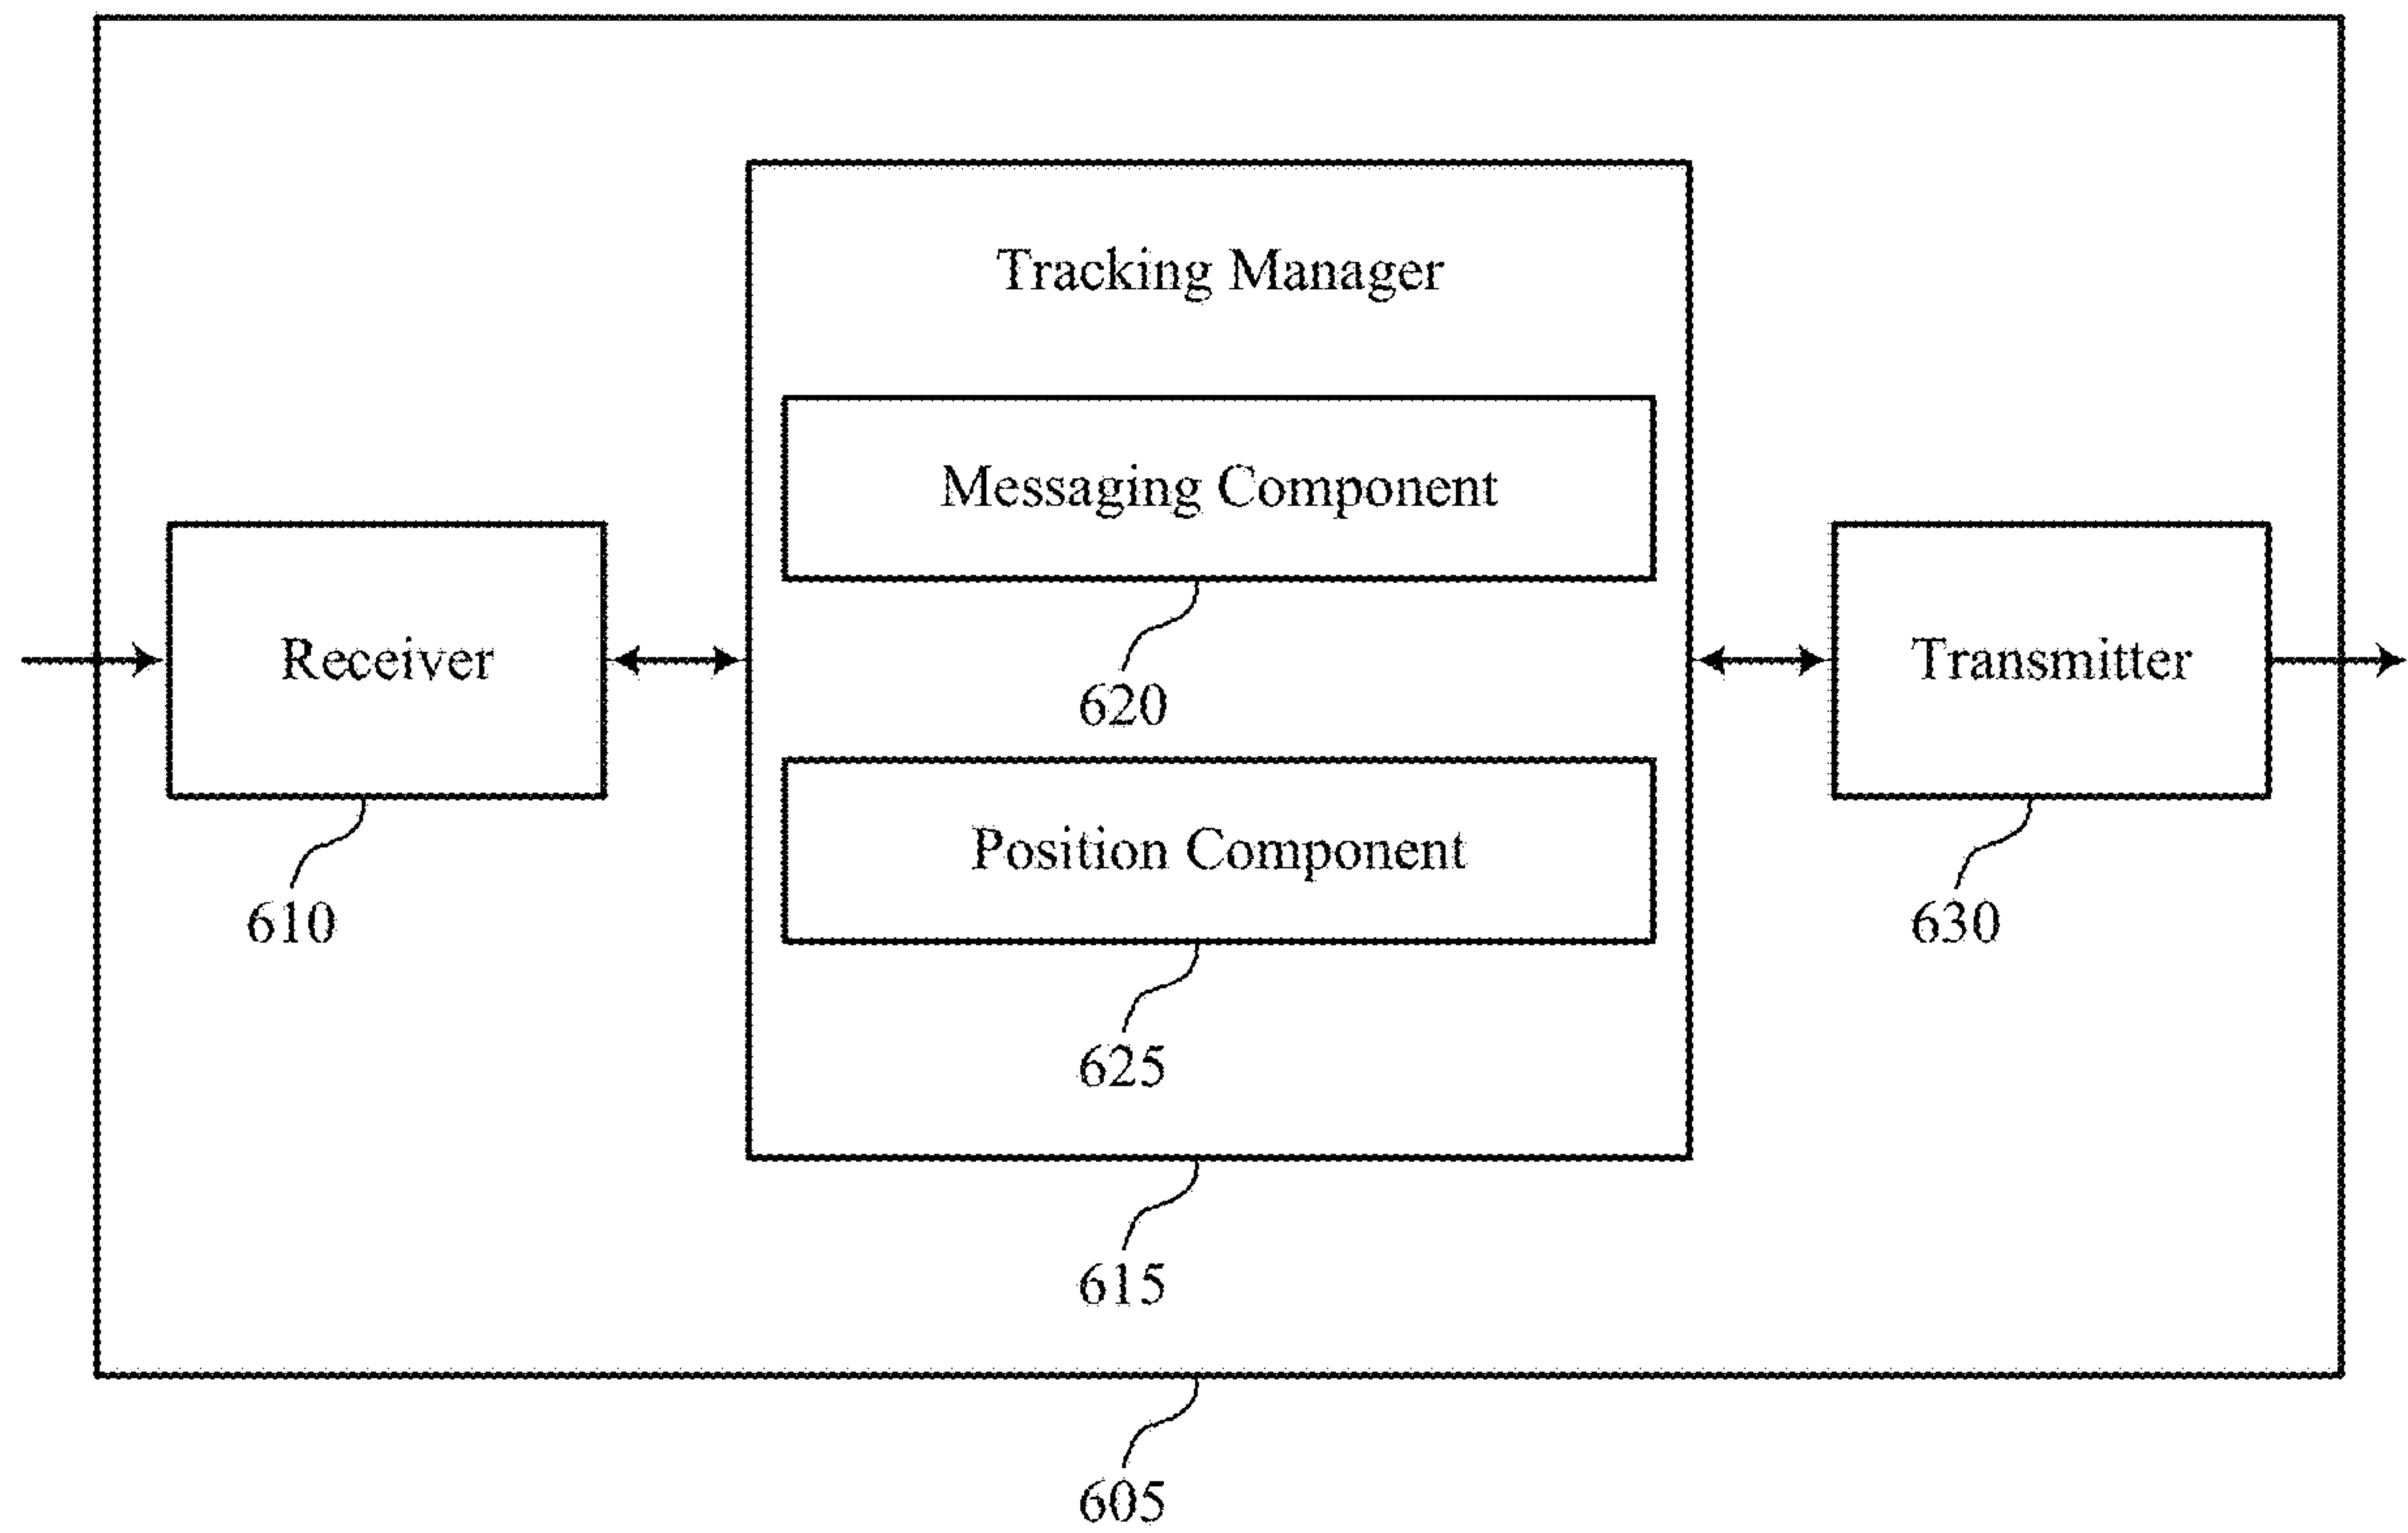 Tracking Manager
Messaging Component
Receiver
Transmitter
620
Position Component
610
630
625
615
605